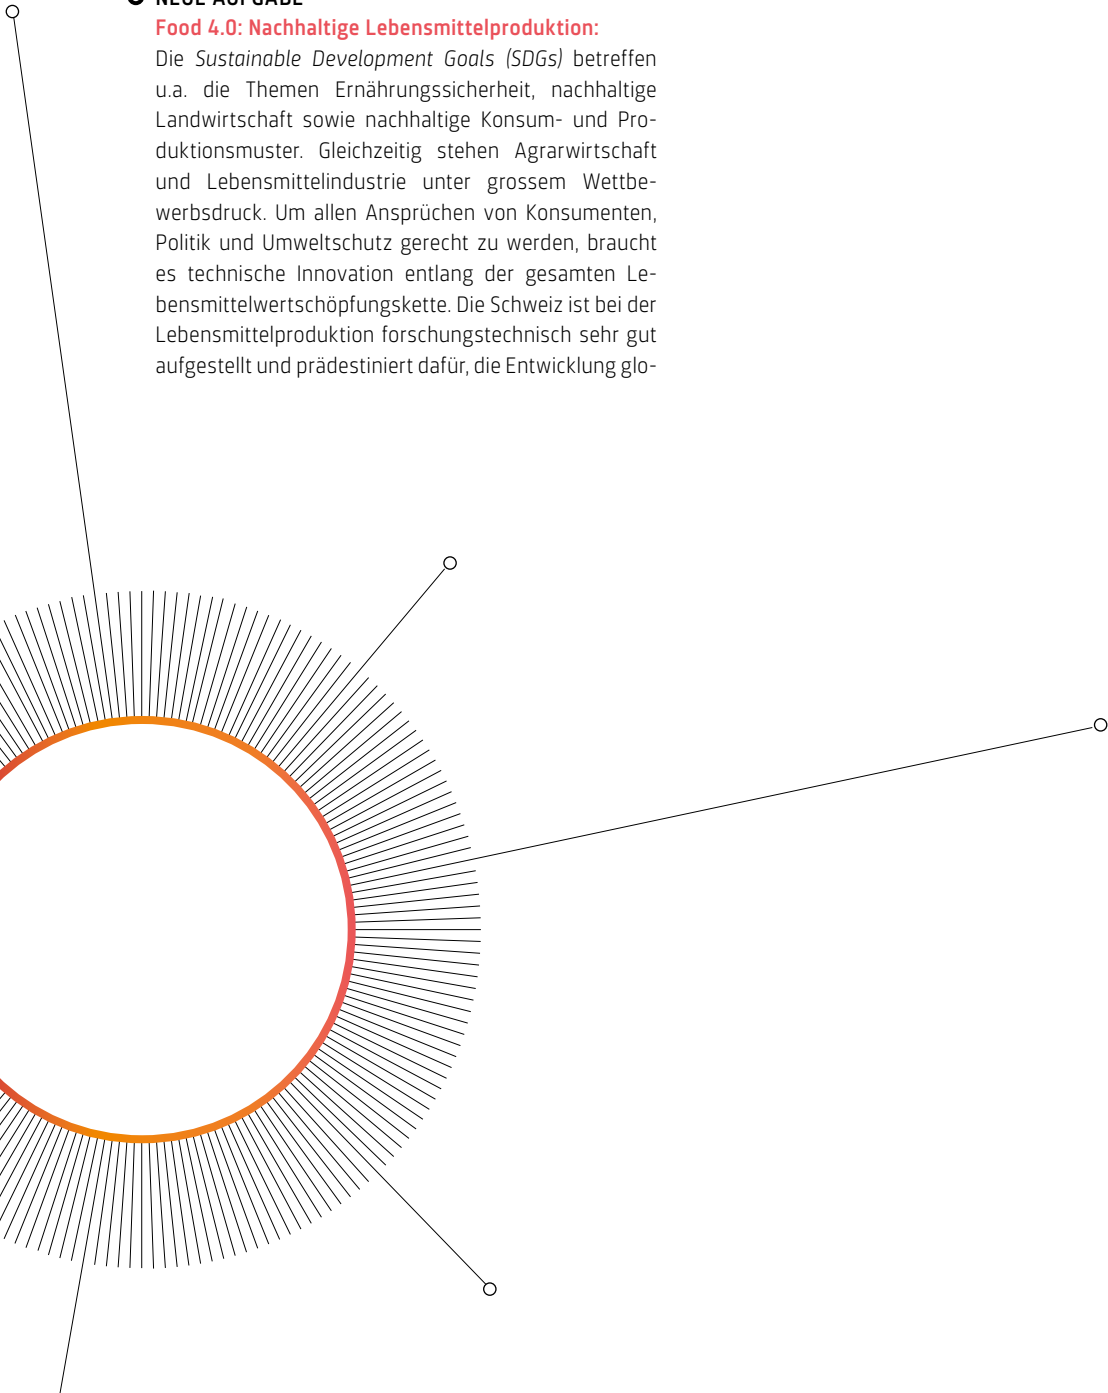 NEUE AUFGABE
Food 4.0: Nachhaltige Lebensmittelproduktion:
Die Sustainable Development Goals (SDGs) betreffen
u.a. die Themen Ernährungssicherheit, nachhaltige
Landwirtschaft sowie nachhaltige Konsum- und Pro-
duktionsmuster. Gleichzeitig stehen Agrarwirtschaft
und Lebensmittelindustrie unter grossem Wettbe-
werbsdruck. Um allen Ansprüchen von Konsumenten,
Politik und Umweltschutz gerecht zu werden, braucht
es technische Innovation entlang der gesamten Le-
bensmittelwertschöpfungskette. Die Schweiz ist bei der
Lebensmittelproduktion forschungstechnisch sehr gut
aufgestellt und prädestiniert dafür, die Entwicklung glo-